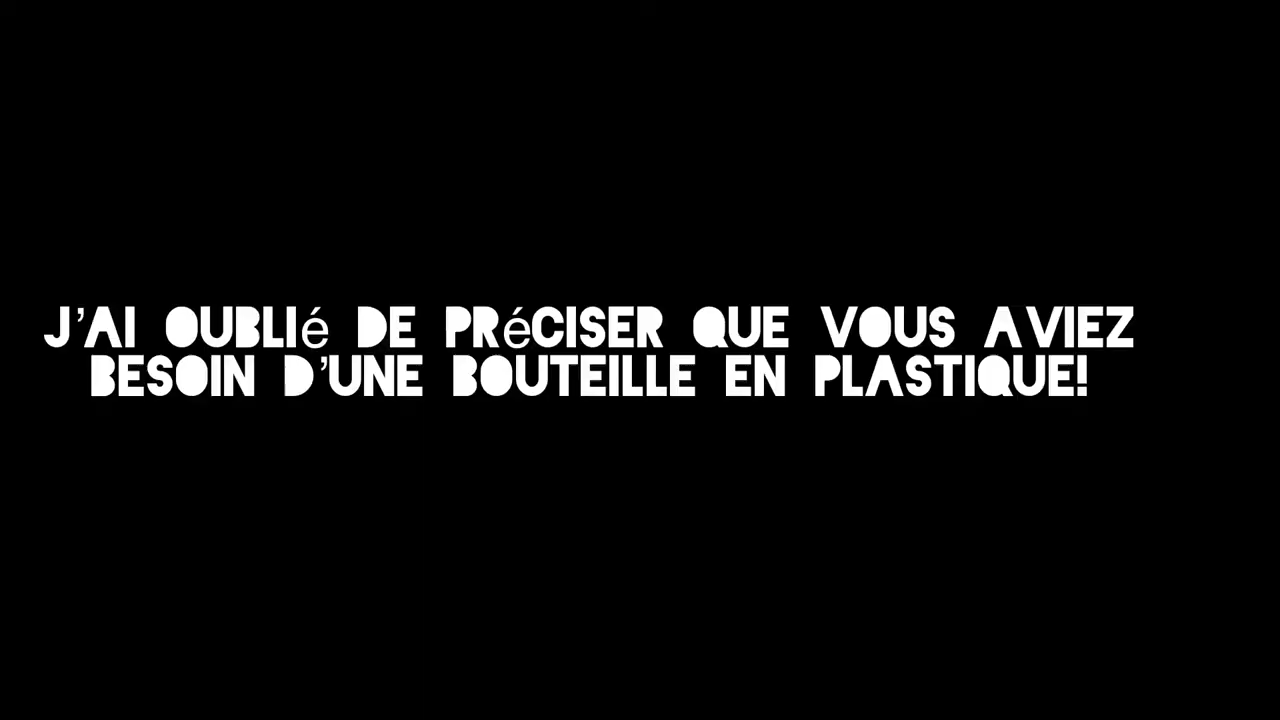 J'AI OUBLIé DE PRéCISER QUE VOUS AVIEZ
BESOIN D'UNE BOUTEILLE EN PLASTIQUE!